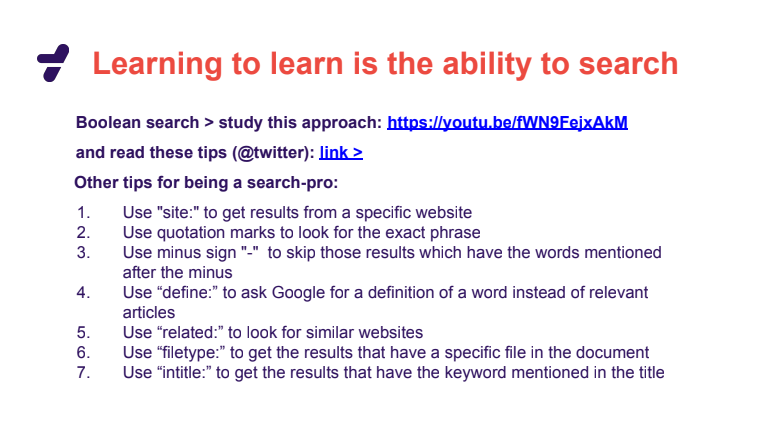 Learning to learn is the ability to search
Boolean search > study this approach: https://youtu.be/fWN9FejxAkM
and read these tips (@twitter): link >
Other tips for being a search-pro:
1. Use "site:" to get results from a specific website
2. Use quotation marks to look for the exact phrase
3. Use minus sign "-"  to skip those results which have the words mentioned
after the minus
4. Use “define:” to ask Google for a definition of a word instead of relevant
articles
5. Use “related:” to look for similar websites
6. Use “filetype:” to get the results that have a specific file in the document
7. Use “intitle:” to get the results that have the keyword mentioned in the title